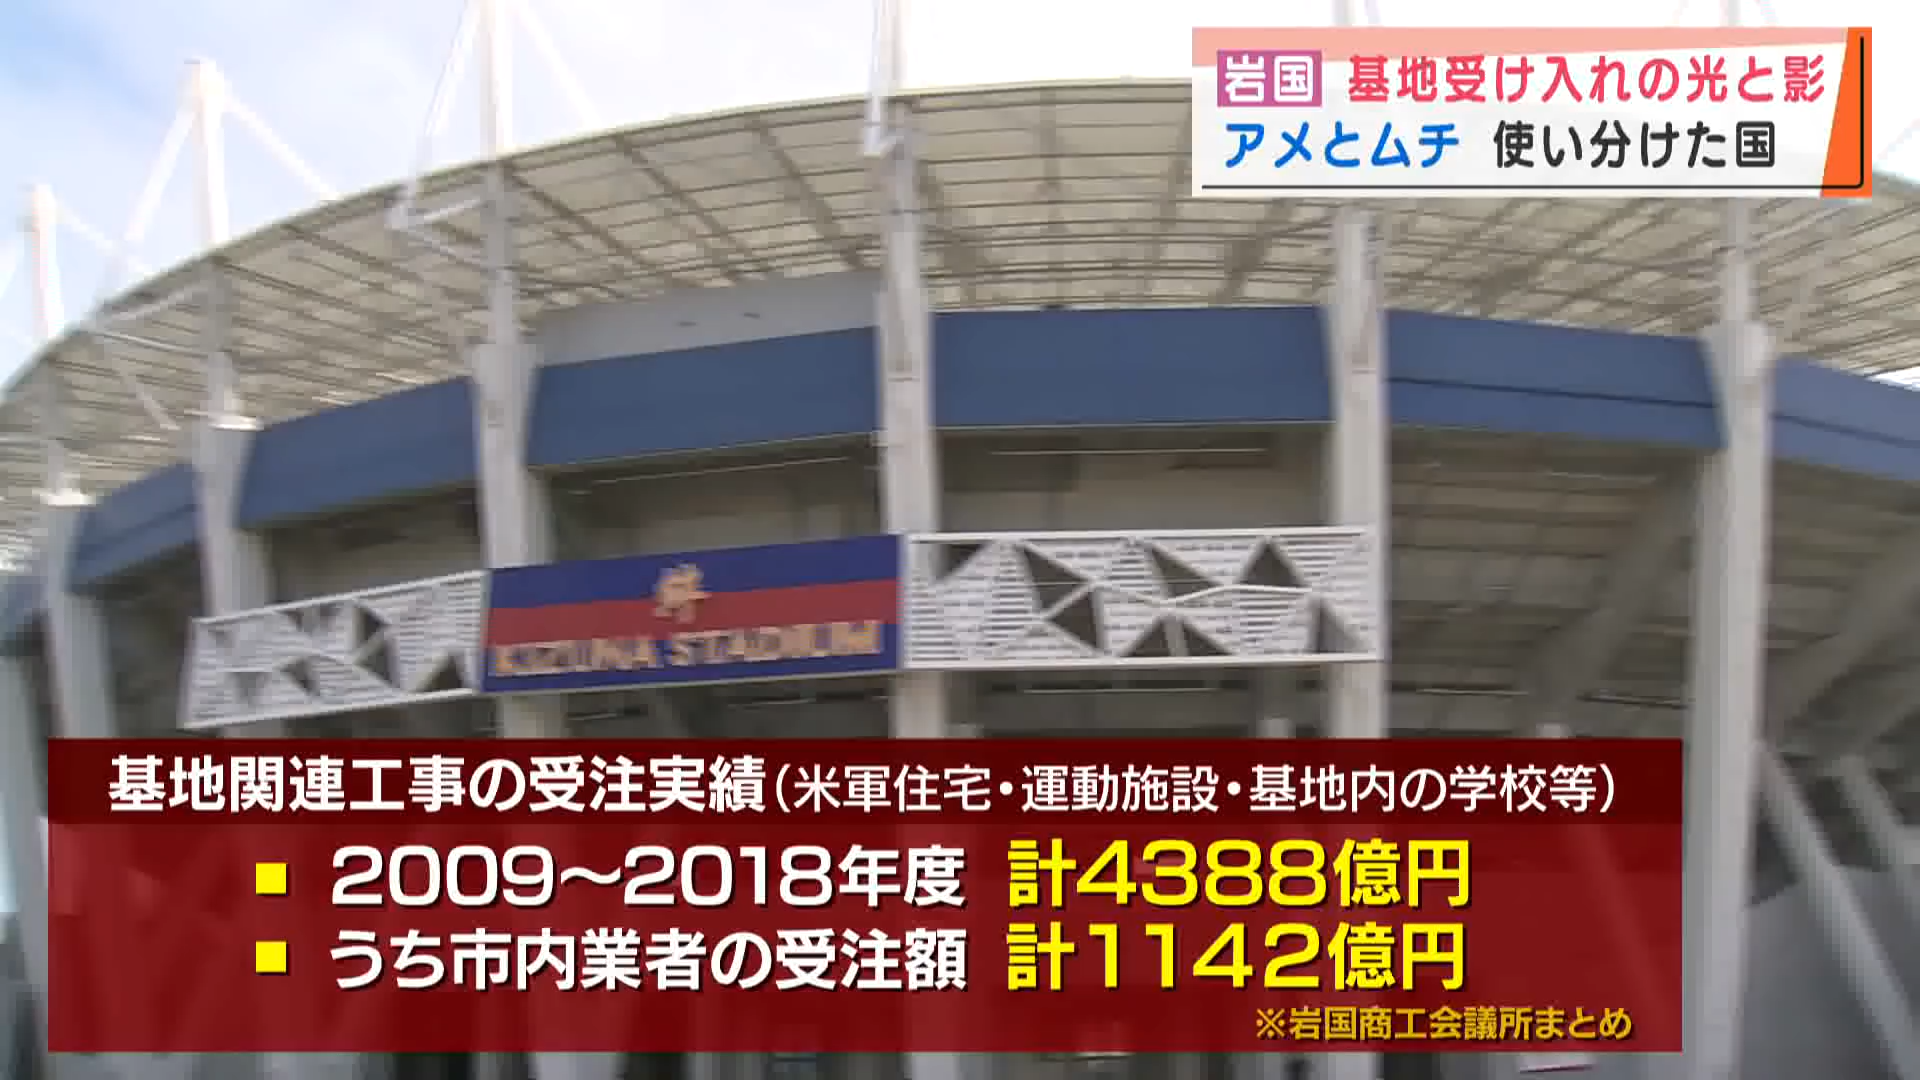 岩国 基地受け入れの光と影
アメとムチ 使い分けた国
絆
KIZUNA STADIUM
基地関連工事の受注実績（米軍住宅・運動施設・基地内の学校等）
■ 2009〜2018年度 計4388億円
■ うち市内業者の受注額 計1142億円
※岩国商工会議所まとめ